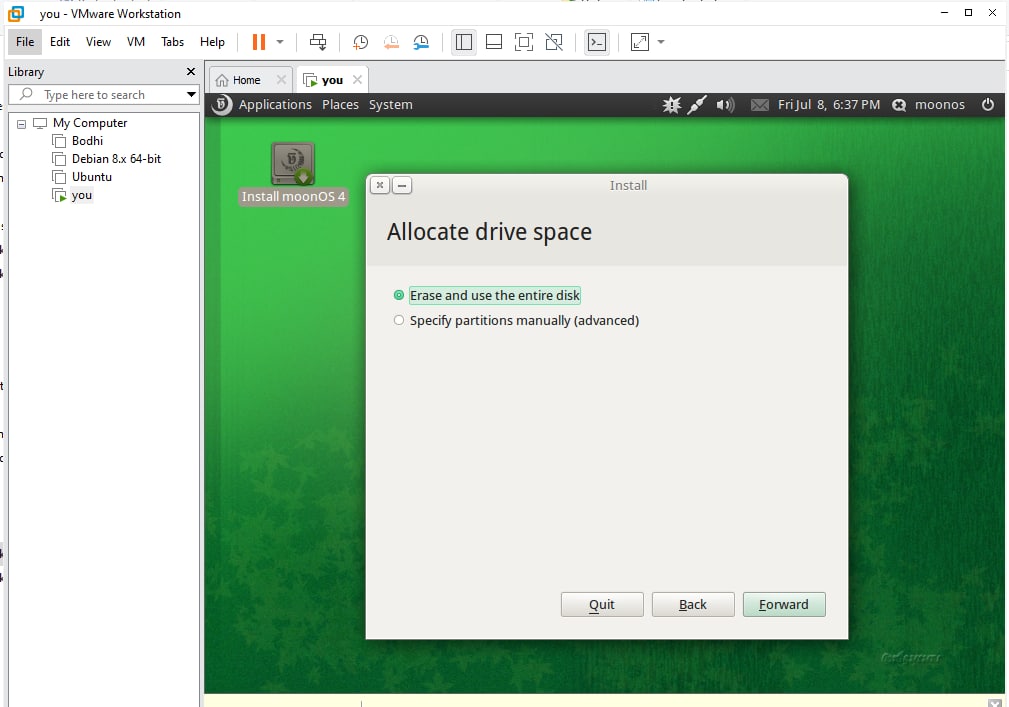 you - VMware Workstation
File Edit View VM Tabs Help
Library
Type here to search
My Computer
Bodhi
Debian 8.x 64-bit
Ubuntu
you
Home
you
Applications Places System
Fri Jul 8, 6:37 PM
moonos
Install moonOS 4
Install
Allocate drive space
Erase and use the entire disk
Specify partitions manually (advanced)
Quit Back Forward